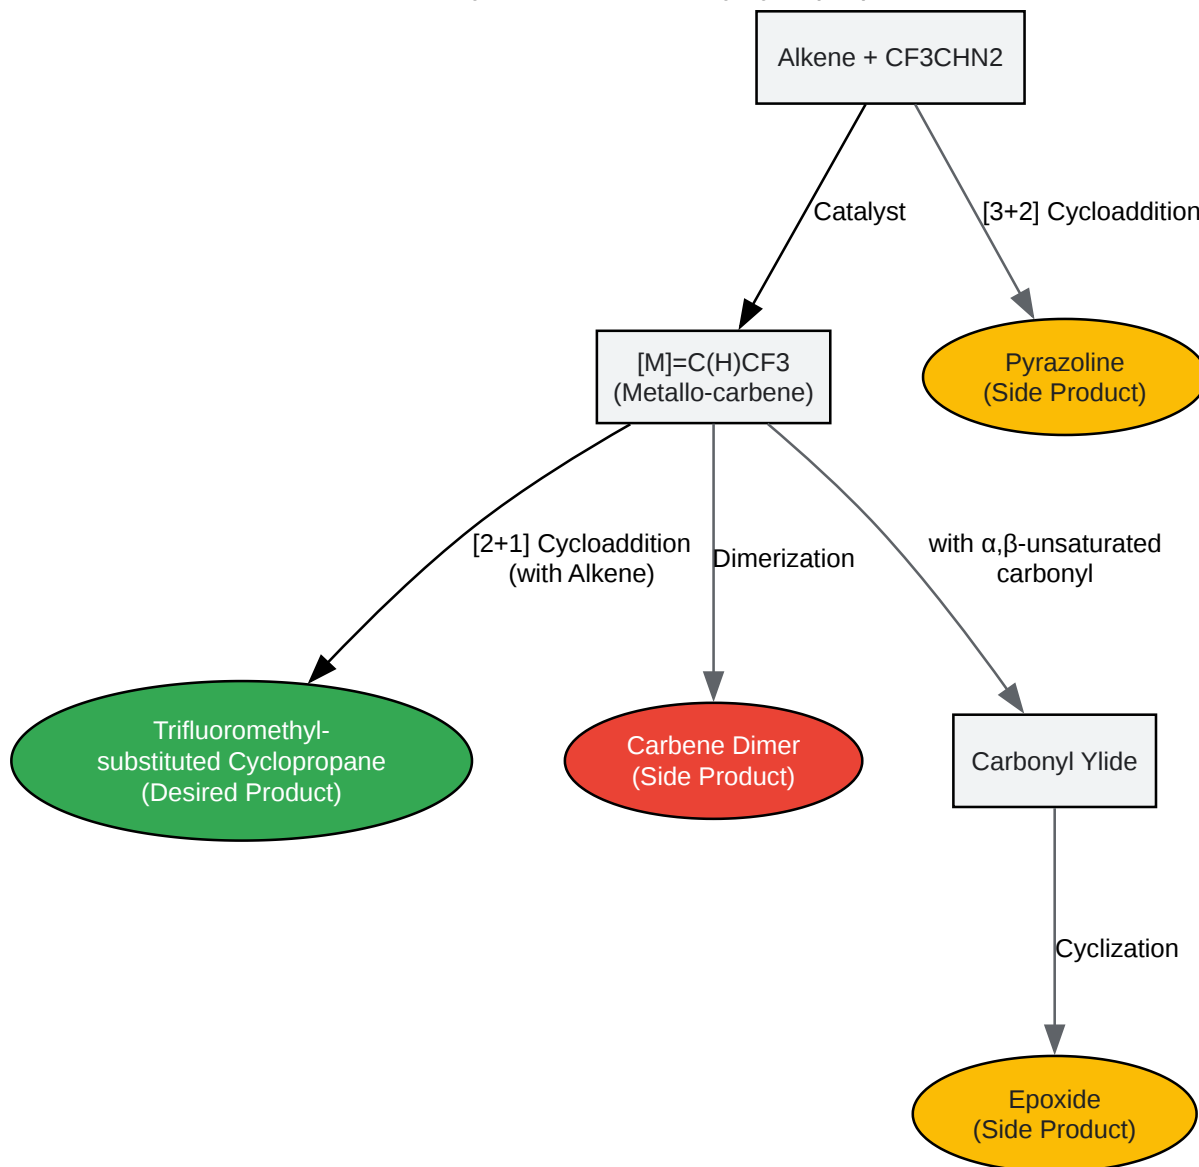 Alkene + CF3CHN2
Catalyst
[3+2] Cycloaddition
[M]=C(H)CF3
(Metallo-carbene)
Pyrazoline
(Side Product)
[2+1] Cycloaddition
(with Alkene)
Dimerization
with α,β-unsaturated
carbonyl
Trifluoromethyl-
substituted Cyclopropane
(Desired Product)
Carbene Dimer
(Side Product)
Carbonyl Ylide
Cyclization
Epoxide
(Side Product)